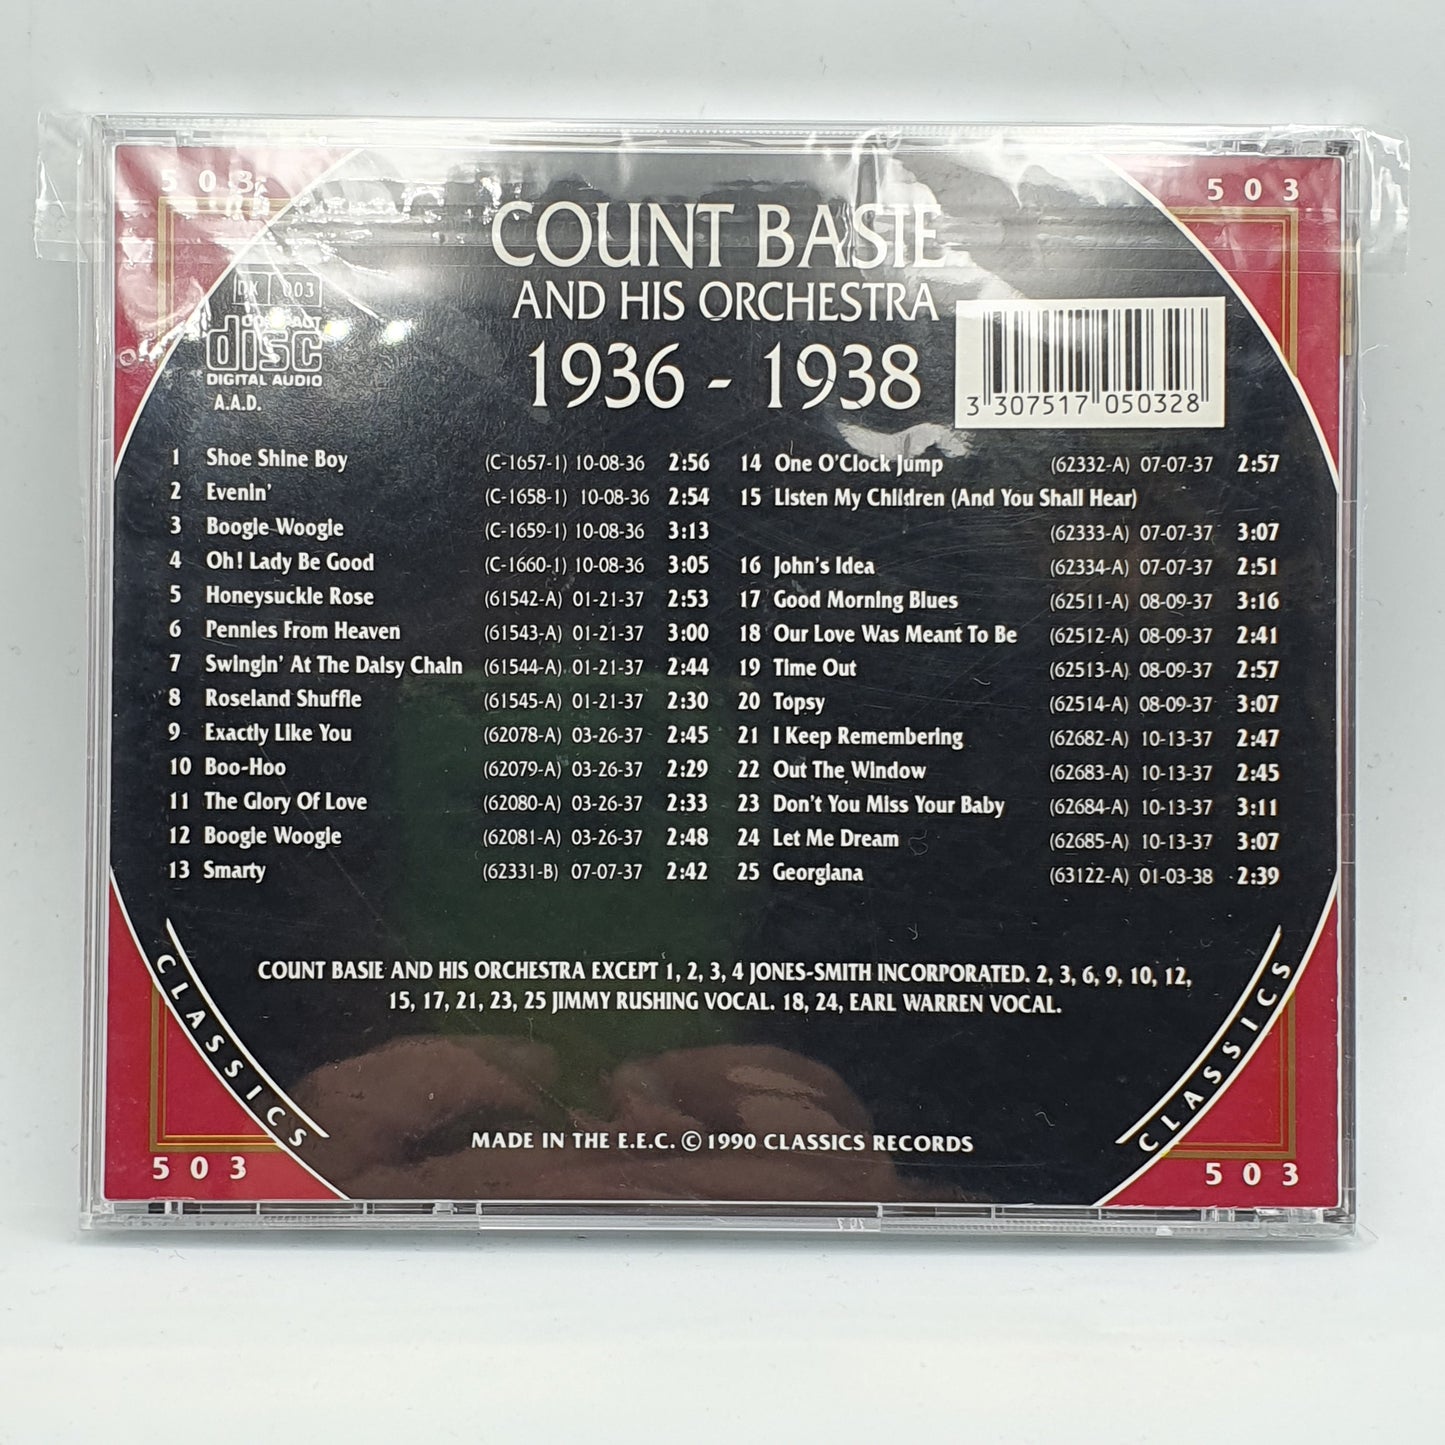 503
503
COUNT BASIE
AND HIS ORCHESTRA
1936 - 1938
DK 003
COMPACT
disc
DIGITAL AUDIO
A.A.D.
3 307517 050328
1 Shoe Shine Boy (C-1657-1) 10-08-36 2:56
2 Evenin' (C-1658-1) 10-08-36 2:54
3 Boogie Woogie (C-1659-1) 10-08-36 3:13
4 Oh! Lady Be Good (C-1660-1) 10-08-36 3:05
5 Honeysuckle Rose (61542-A) 01-21-37 2:53
6 Pennies From Heaven (61543-A) 01-21-37 3:00
7 Swingin' At The Daisy Chain (61544-A) 01-21-37 2:44
8 Roseland Shuffle (61545-A) 01-21-37 2:30
9 Exactly Like You (62078-A) 03-26-37 2:45
10 Boo-Hoo (62079-A) 03-26-37 2:29
11 The Glory Of Love (62080-A) 03-26-37 2:33
12 Boogie Woogie (62081-A) 03-26-37 2:48
13 Smarty (62331-B) 07-07-37 2:42
14 One O'Clock Jump (62332-A) 07-07-37 2:57
15 Listen My Children (And You Shall Hear)
(62333-A) 07-07-37 3:07
16 John's Idea (62334-A) 07-07-37 2:51
17 Good Morning Blues (62511-A) 08-09-37 3:16
18 Our Love Was Meant To Be (62512-A) 08-09-37 2:41
19 Time Out (62513-A) 08-09-37 2:57
20 Topsy (62514-A) 08-09-37 3:07
21 I Keep Remembering (62682-A) 10-13-37 2:47
22 Out The Window (62683-A) 10-13-37 2:45
23 Don't You Miss Your Baby (62684-A) 10-13-37 3:11
24 Let Me Dream (62685-A) 10-13-37 3:07
25 Georgiana (63122-A) 01-03-38 2:39
COUNT BASIE AND HIS ORCHESTRA EXCEPT 1, 2, 3, 4 JONES-SMITH INCORPORATED. 2, 3, 6, 9, 10, 12,
15, 17, 21, 23, 25 JIMMY RUSHING VOCAL. 18, 24, EARL WARREN VOCAL.
CLASSICS
CLASSICS
MADE IN THE E.E.C. © 1990 CLASSICS RECORDS
503
503